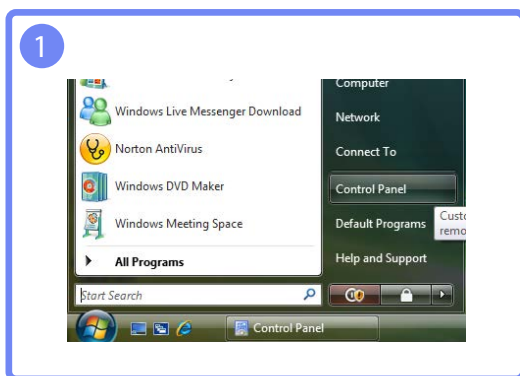 1
Computer
Windows Live Messenger Download
Network
Norton AntiVirus
Connect To
Windows DVD Maker
Control Panel
Windows Meeting Space
Default Programs
All Programs
Help and Support
Start Search
Control Panel